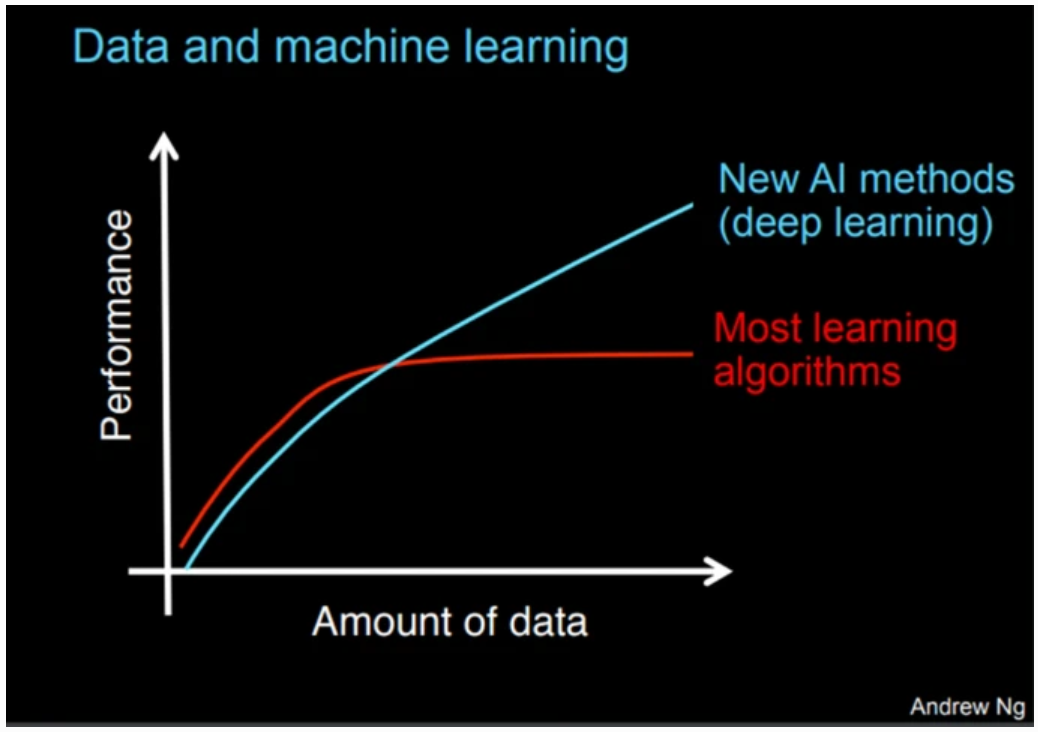 Data and machine learning
New AI methods
(deep learning)
Performance
Most learning
algorithms
Amount of data
Andrew Ng